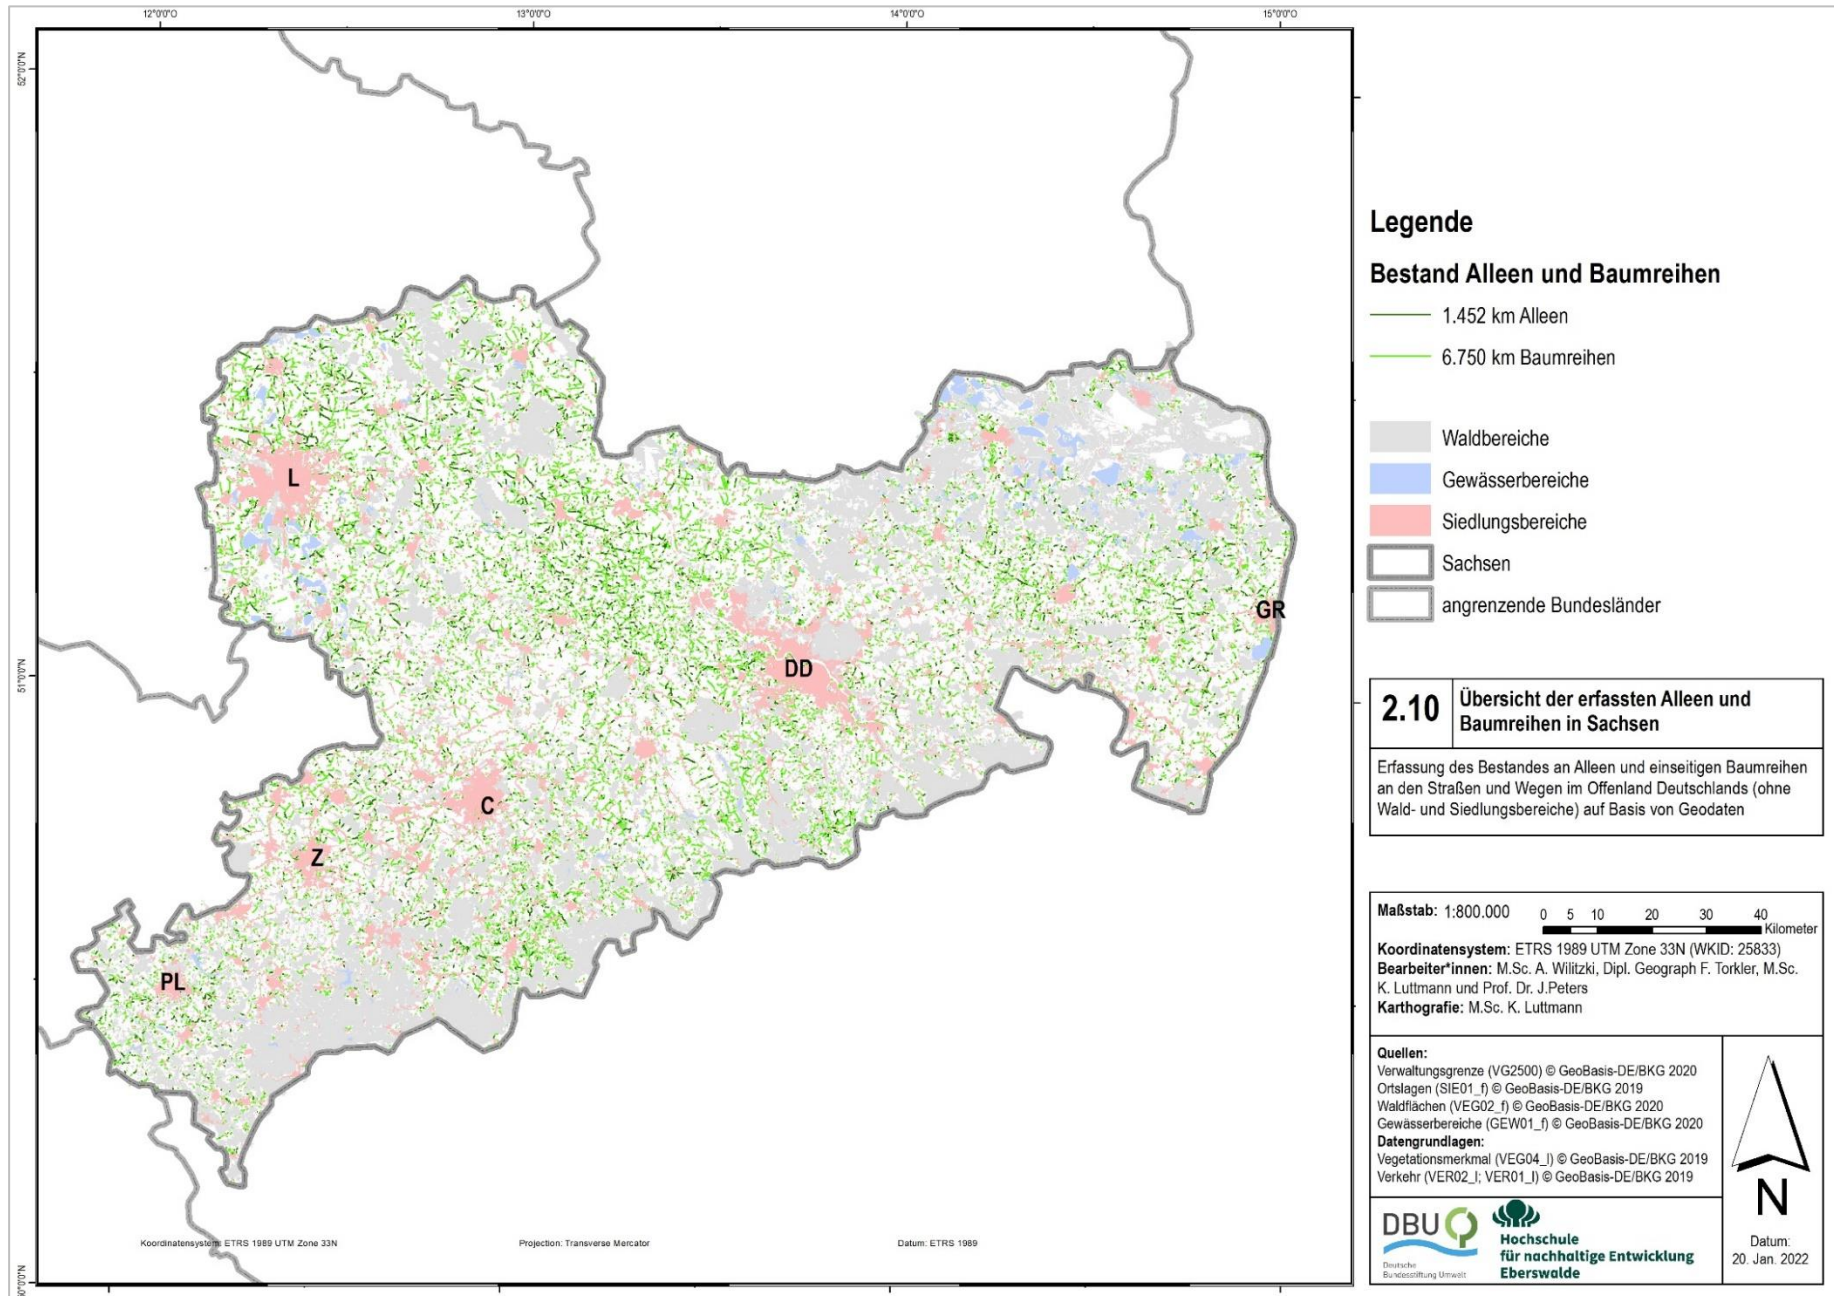 12°0'0"O
13°0'0"O
14°0'0"O
15°0'0"O
52°0'0"N
51°0'0"N
50°0'0"N
L
DD
GR
C
Z
PL
Koordinatensystem: ETRS 1989 UTM Zone 33N
Projection: Transverse Mercator
Datum: ETRS 1989
Legende
Bestand Alleen und Baumreihen
1.452 km Alleen
6.750 km Baumreihen
Waldbereiche
Gewässerbereiche
Siedlungsbereiche
Sachsen
angrenzende Bundesländer
2.10
Übersicht der erfassten Alleen und
Baumreihen in Sachsen
Erfassung des Bestandes an Alleen und einseitigen Baumreihen
an den Straßen und Wegen im Offenland Deutschlands (ohne
Wald- und Siedlungsbereiche) auf Basis von Geodaten
Maßstab: 1:800.000
0 5 10 20 30 40
Kilometer
Koordinatensystem: ETRS 1989 UTM Zone 33N (WKID: 25833)
Bearbeiter*innen: M.Sc. A. Wilitzki, Dipl. Geograph F. Torkler, M.Sc.
K. Luttmann und Prof. Dr. J.Peters
Karthografie: M.Sc. K. Luttmann
Quellen:
Verwaltungsgrenze (VG2500) © GeoBasis-DE/BKG 2020
Ortslagen (SIE01_f) © GeoBasis-DE/BKG 2019
Waldflächen (VEG02_f) © GeoBasis-DE/BKG 2020
Gewässerbereiche (GEW01_f) © GeoBasis-DE/BKG 2020
Datengrundlagen:
Vegetationsmerkmal (VEG04_l) © GeoBasis-DE/BKG 2019
Verkehr (VER02_l; VER01_l) © GeoBasis-DE/BKG 2019
N
Datum:
20. Jan. 2022
DBU
Deutsche
Bundesstiftung Umwelt
Hochschule
für nachhaltige Entwicklung
Eberswalde